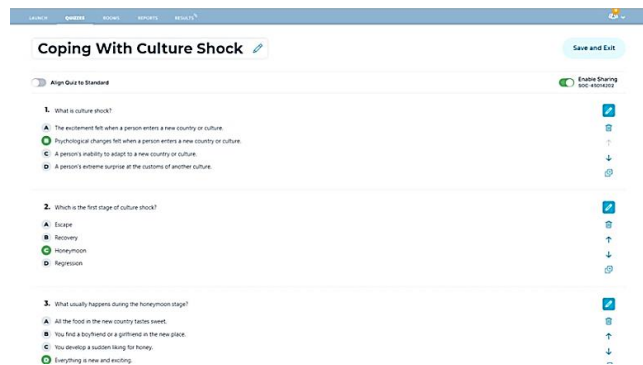 LAUNCH QUIZZES ROOMS REPORTS RESULTS
Coping With Culture Shock
Save and Exit
Align Quiz to Standard
Enable Sharing
SOC-45014202
1. What is culture shock?
A The excitement felt when a person enters a new country or culture.
B Psychological changes felt when a person enters a new country or culture.
C A person's inability to adapt to a new country or culture.
D A person's extreme surprise at the customs of another culture.
2. Which is the first stage of culture shock?
A Escape
B Recovery
C Honeymoon
D Regression
3. What usually happens during the honeymoon stage?
A All the food in the new country tastes sweet.
B You find a boyfriend or a girlfriend in the new place.
C You develop a sudden liking for honey.
D Everything is new and exciting.